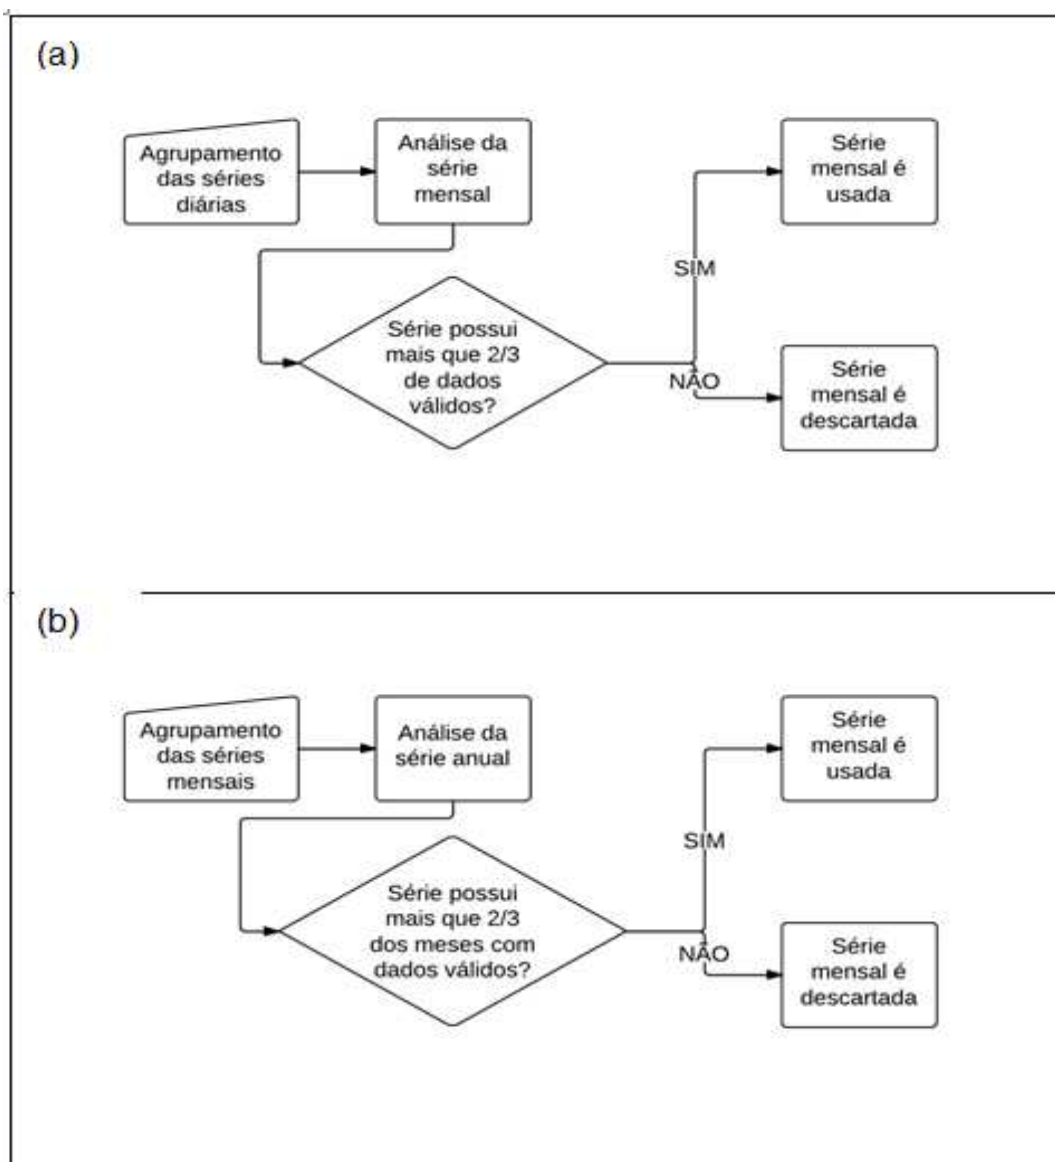 (a)
Agrupamento
das séries
diárias
Análise da
série
mensal
Série possui
mais que 2/3
de dados
válidos?
SIM
NÃO
Série
mensal é
usada
Série
mensal é
descartada
(b)
Agrupamento
das séries
mensais
Análise da
série anual
Série possui
mais que 2/3
dos meses com
dados válidos?
SIM
NÃO
Série
mensal é
usada
Série
mensal é
descartada